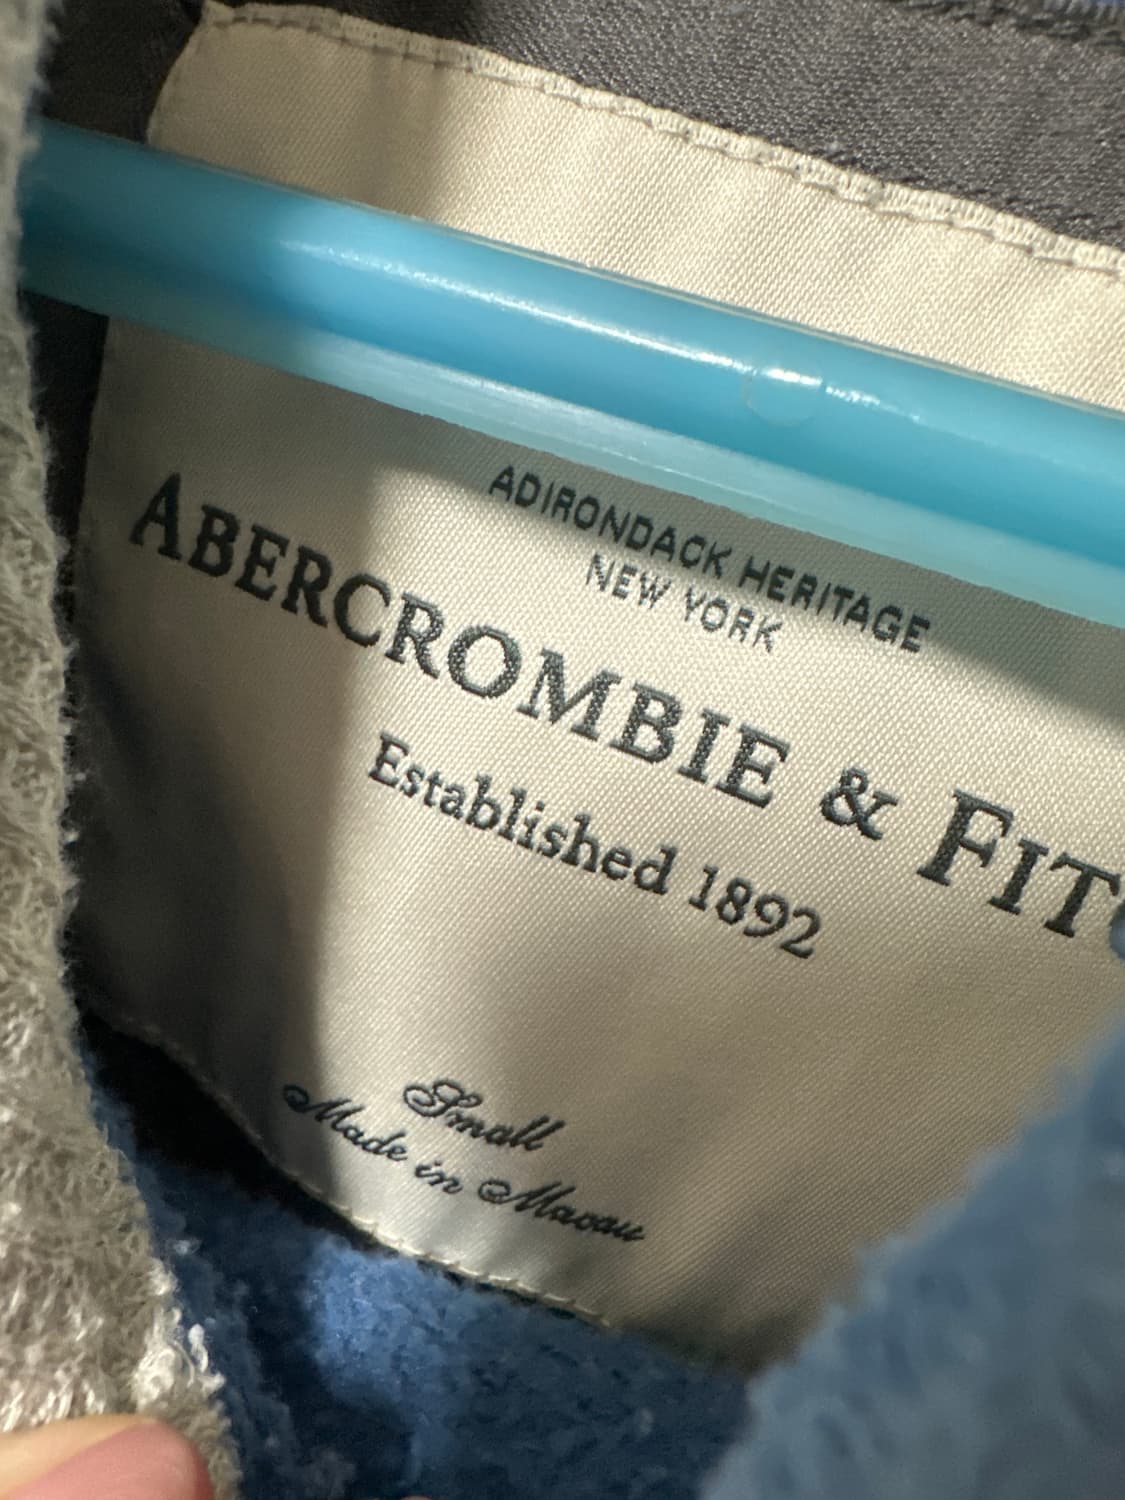 ADIRONDACK HERITAGE
NEW YORK
ABERCROMBIE & FIT
Established 1892
Small
Made in Macau